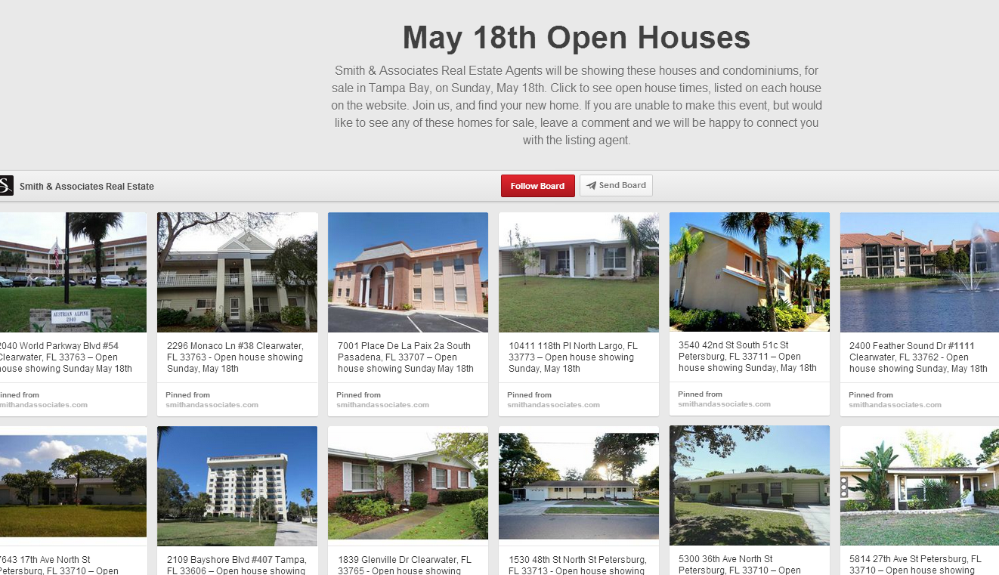 May 18th Open Houses
Smith & Associates Real Estate Agents will be showing these houses and condominiums, for
sale in Tampa Bay, on Sunday, May 18th. Click to see open house times, listed on each house
on the website. Join us, and find your new home. If you are unable to make this event, but would
like to see any of these homes for sale, leave a comment and we will be happy to connect you
with the listing agent.
S
Smith & Associates Real Estate
Follow Board
Send Board
AUSTRIAN ALPINE
2040
2040 World Parkway Blvd #54
Clearwater, FL 33763 – Open
house showing Sunday May 18th
Pinned from
smithandassociates.com
2296 Monaco Ln #38 Clearwater,
FL 33763 - Open house showing
Sunday, May 18th
Pinned from
smithandassociates.com
7001 Place De La Paix 2a South
Pasadena, FL 33707 – Open
house showing Sunday May 18th
Pinned from
smithandassociates.com
10411 118th Pl North Largo, FL
33773 – Open house showing
Sunday, May 18th
Pinned from
smithandassociates.com
3540 42nd St South 51c St
Petersburg, FL 33711 – Open
house showing Sunday, May 18th
Pinned from
smithandassociates.com
2400 Feather Sound Dr #1111
Clearwater, FL 33762 - Open
house showing Sunday, May 18th
Pinned from
smithandassociates.com
7643 17th Ave North St
Petersburg, FL 33710 – Open
2109 Bayshore Blvd #407 Tampa,
FL 33606 – Open house showing
1839 Glenville Dr Clearwater, FL
33765 - Open house showing
1530 48th St North St Petersburg,
FL 33713 - Open house showing
5300 36th Ave North St
Petersburg, FL 33710 – Open
5814 27th Ave St Petersburg, FL
33710 – Open house showing